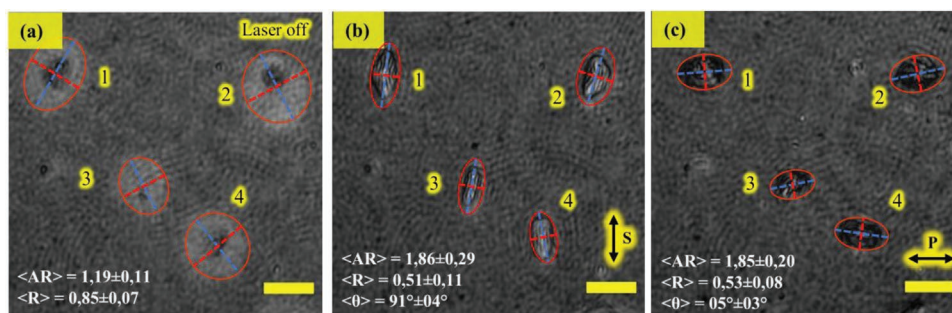 (a)
Laser off
1
2
3
4
<AR> = 1,19±0,11
<R> = 0,85±0,07
(b)
1
2
3
4
S
<AR> = 1,86±0,29
<R> = 0,51±0,11
<θ> = 91°±04°
(c)
1
2
3
4
P
<AR> = 1,85±0,20
<R> = 0,53±0,08
<θ> = 05°±03°